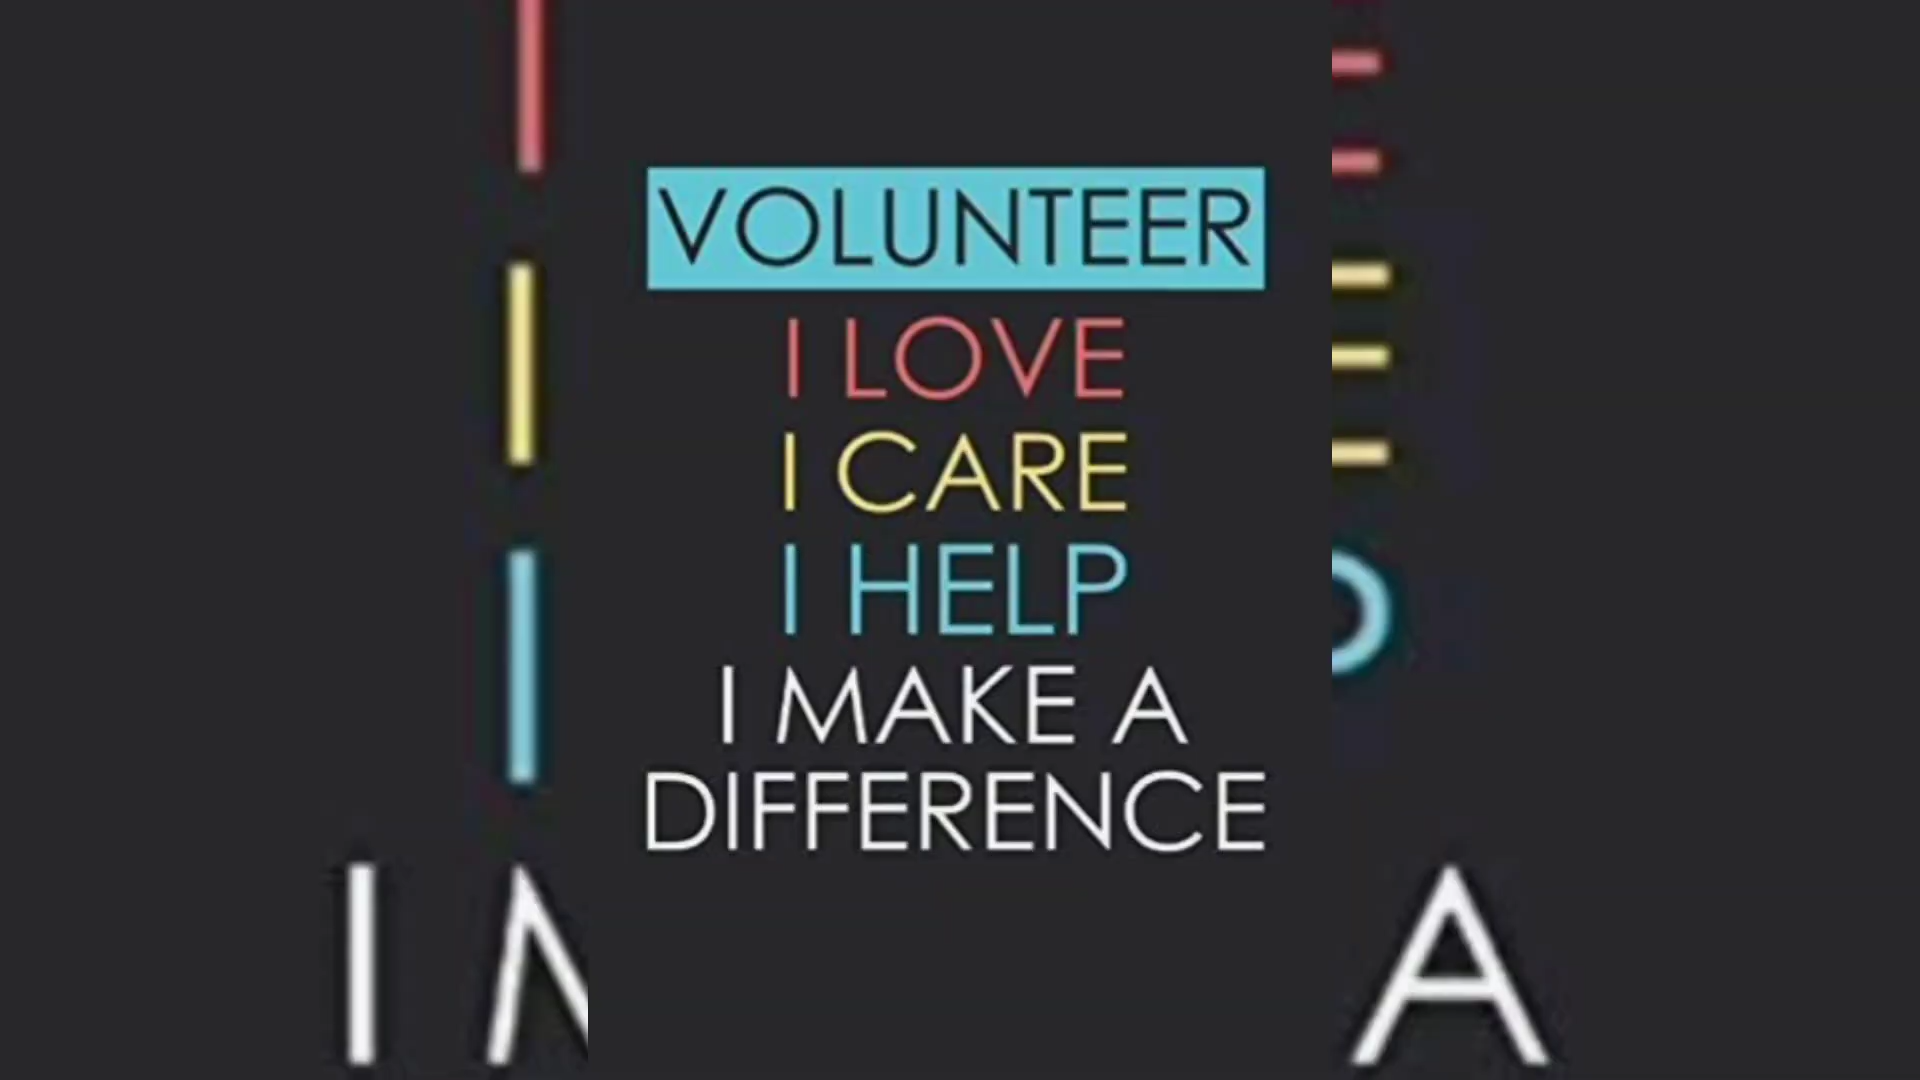 VOLUNTEER
I LOVE
I CARE
I HELP
I MAKE A
DIFFERENCE